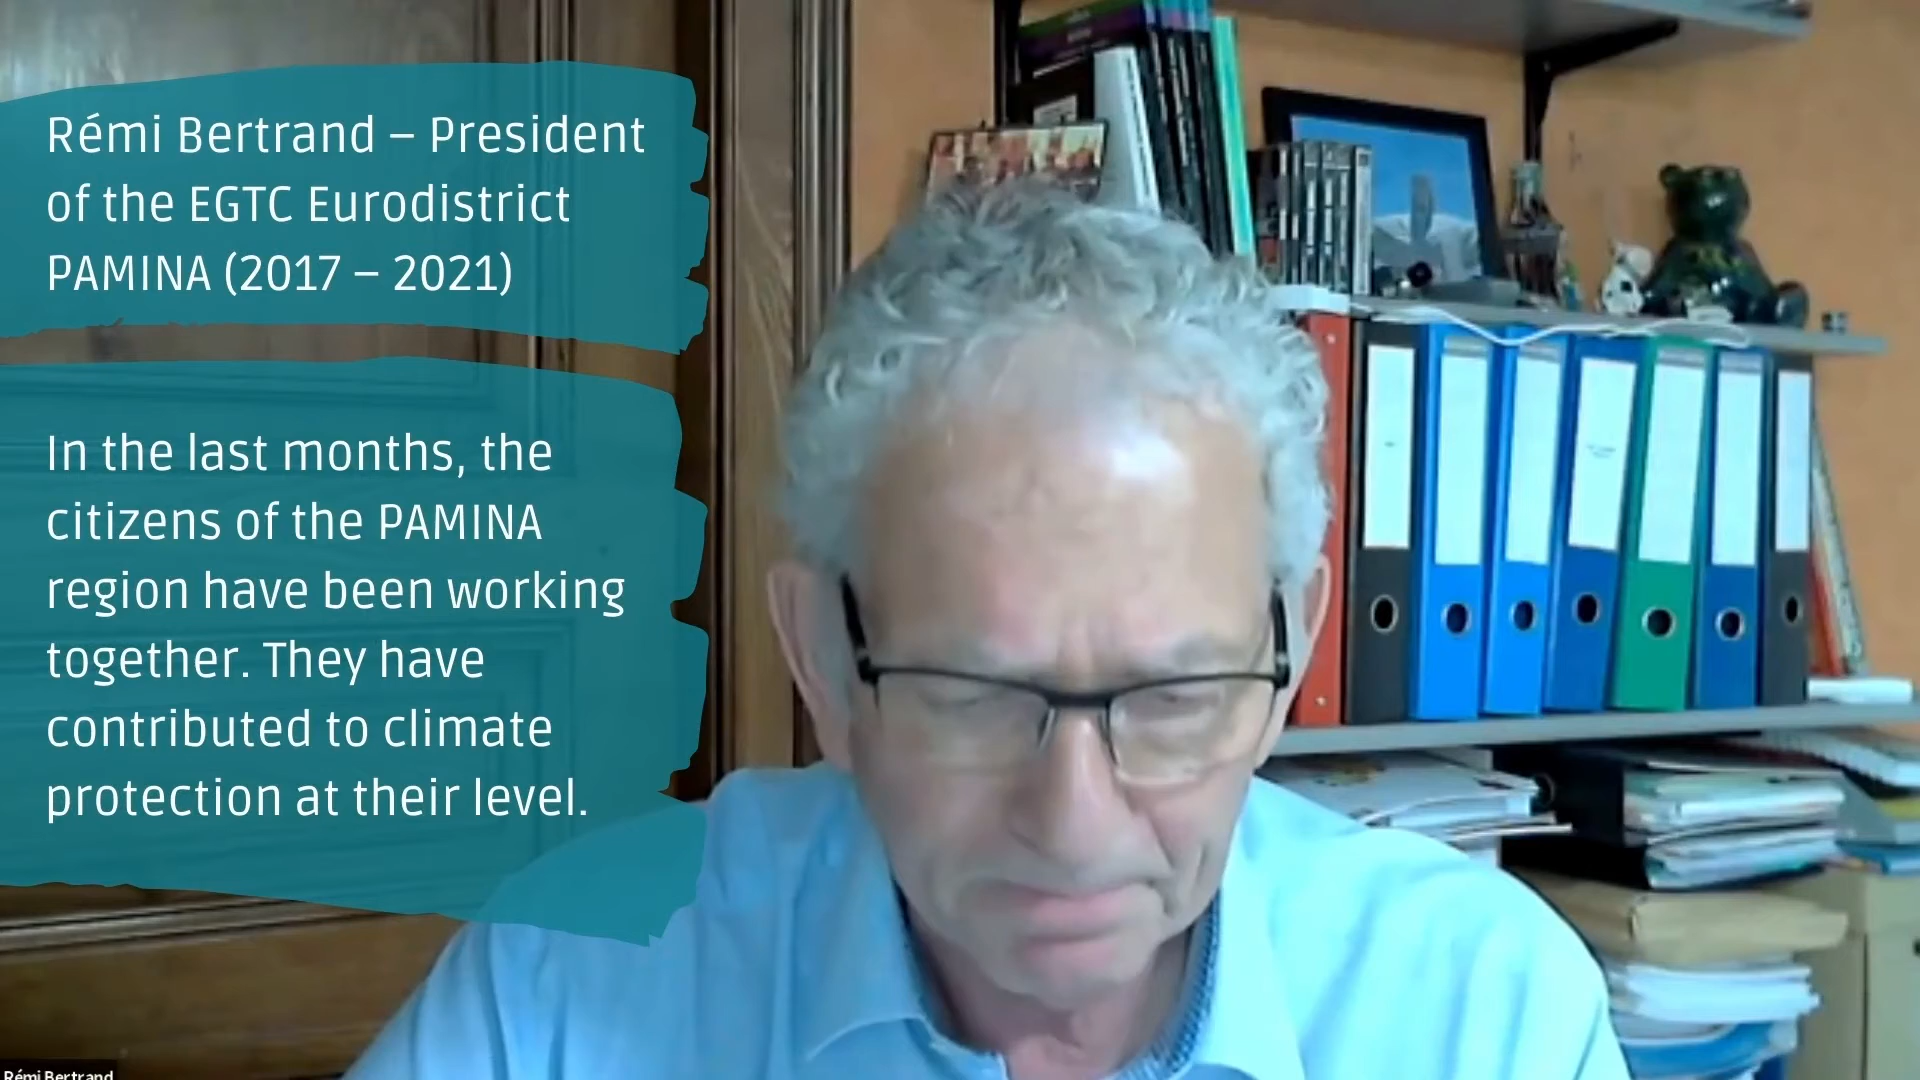 Rémi Bertrand – President
of the EGTC Eurodistrict
PAMINA (2017 – 2021)
In the last months, the
citizens of the PAMINA
region have been working
together. They have
contributed to climate
protection at their level.
Rémi Bertrand